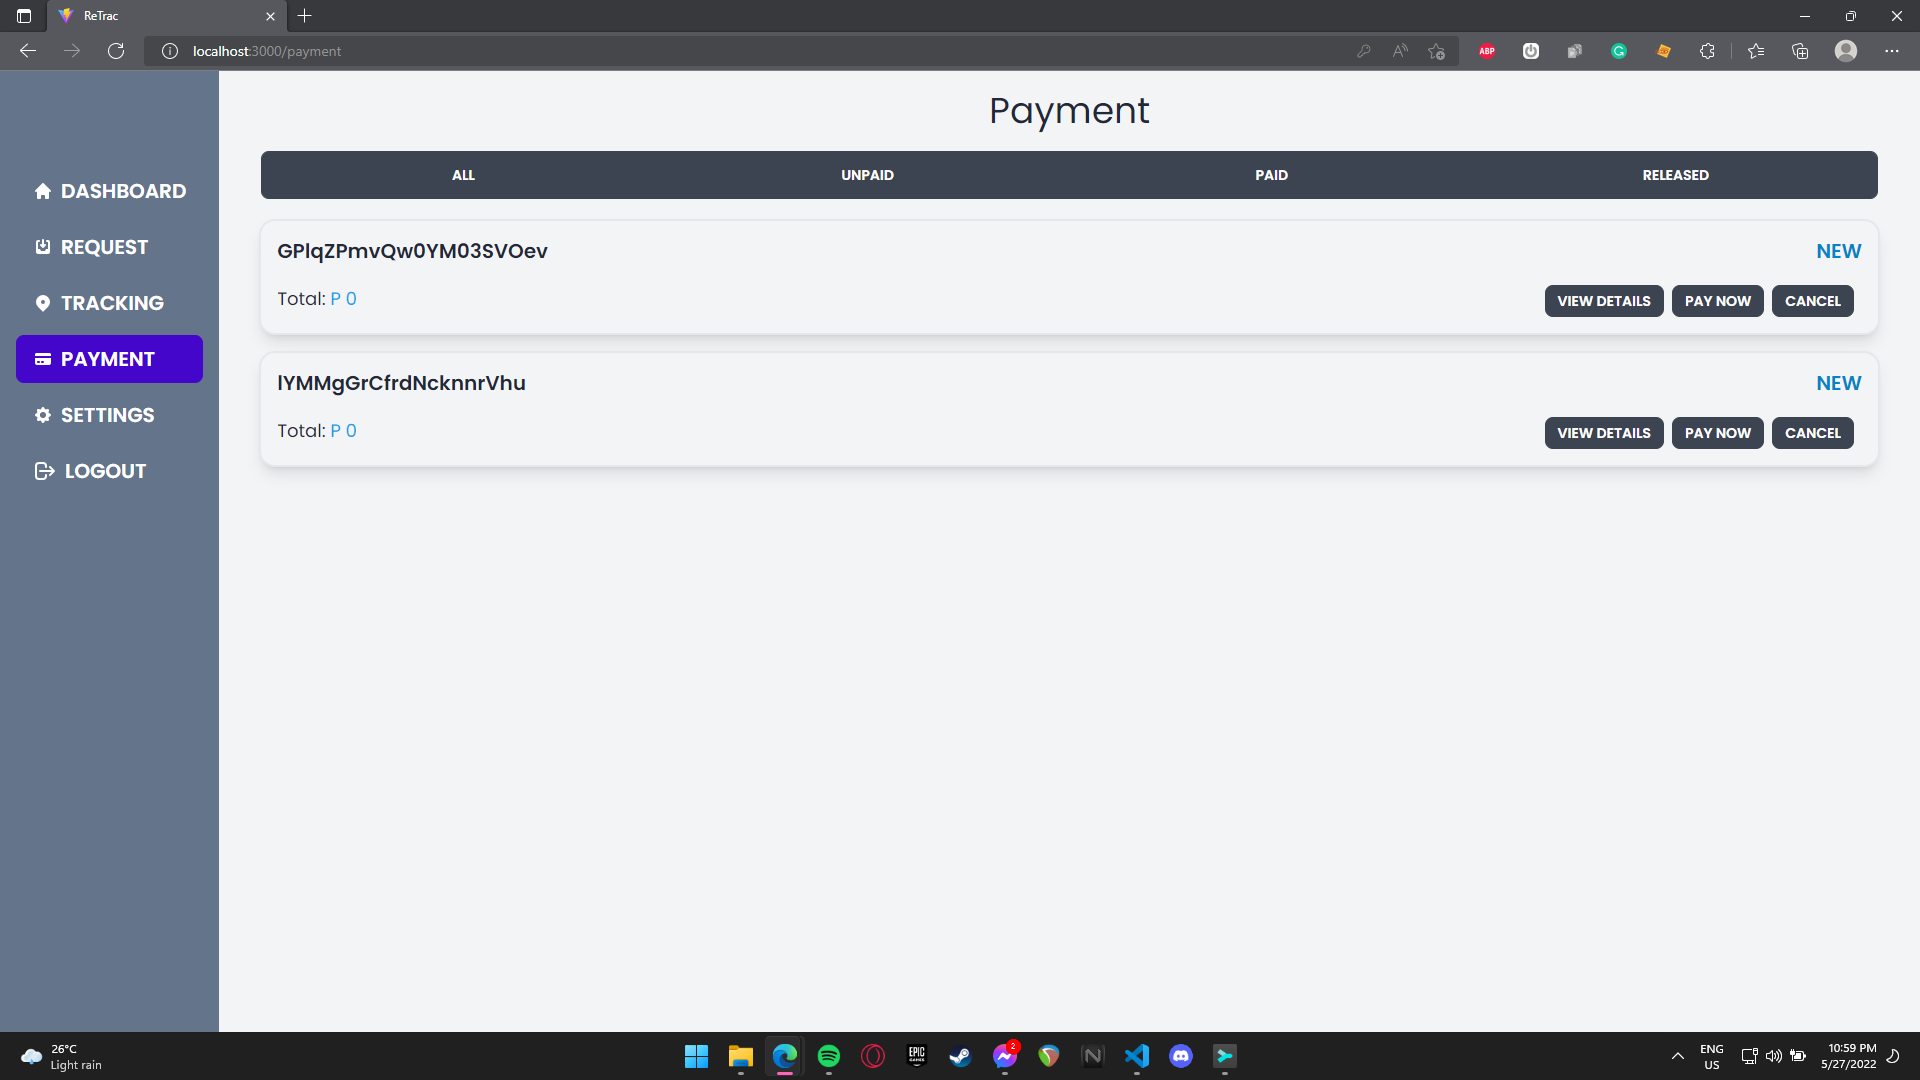 ReTrac
localhost:3000/payment
ABP
Payment
ALL UNPAID PAID RELEASED
DASHBOARD
REQUEST
TRACKING
PAYMENT
SETTINGS
LOGOUT
GPlqZPmvQw0YM03SVOev NEW
Total: P 0 VIEW DETAILS PAY NOW CANCEL
lYMMgGrCfrdNcknnrVhu NEW
Total: P 0 VIEW DETAILS PAY NOW CANCEL
26°C
Light rain
EPIC
GAMES
2
ENG
US
10:59 PM
5/27/2022